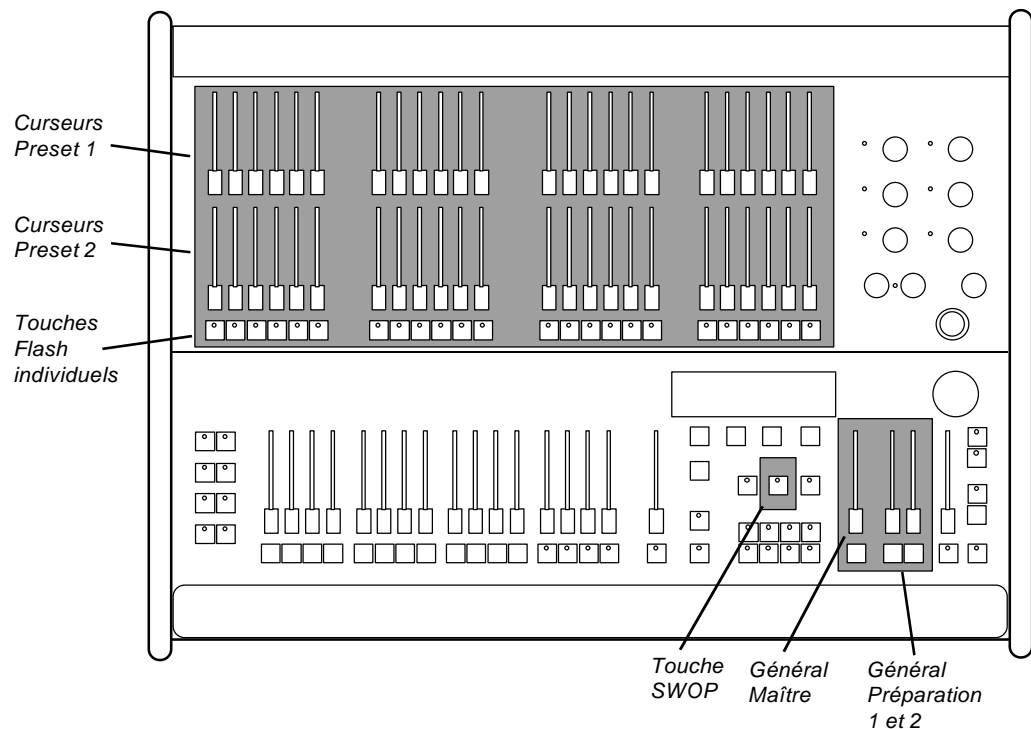 Curseurs
Preset 1
Curseurs
Preset 2
Touches
Flash
individuels
Touche
SWOP
Général
Maître
Général
Préparation
1 et 2